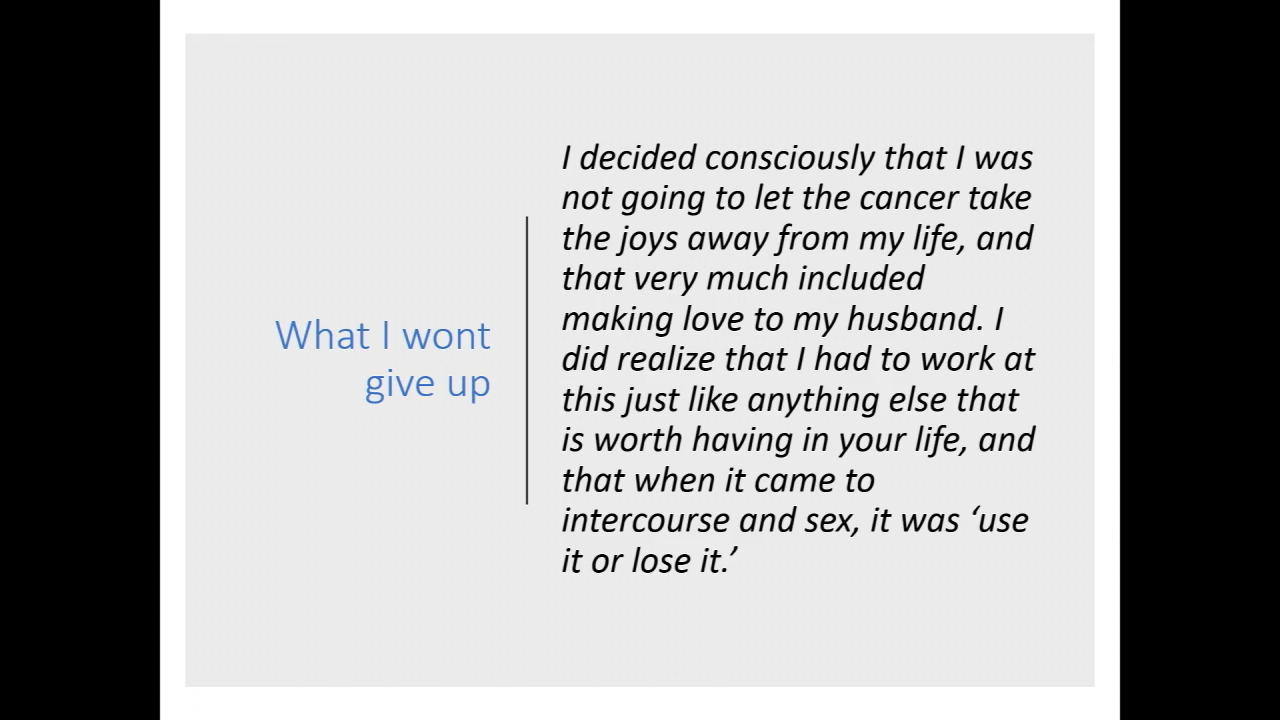 What I wont
give up
I decided consciously that I was
not going to let the cancer take
the joys away from my life, and
that very much included
making love to my husband. I
did realize that I had to work at
this just like anything else that
is worth having in your life, and
that when it came to
intercourse and sex, it was ‘use
it or lose it.’